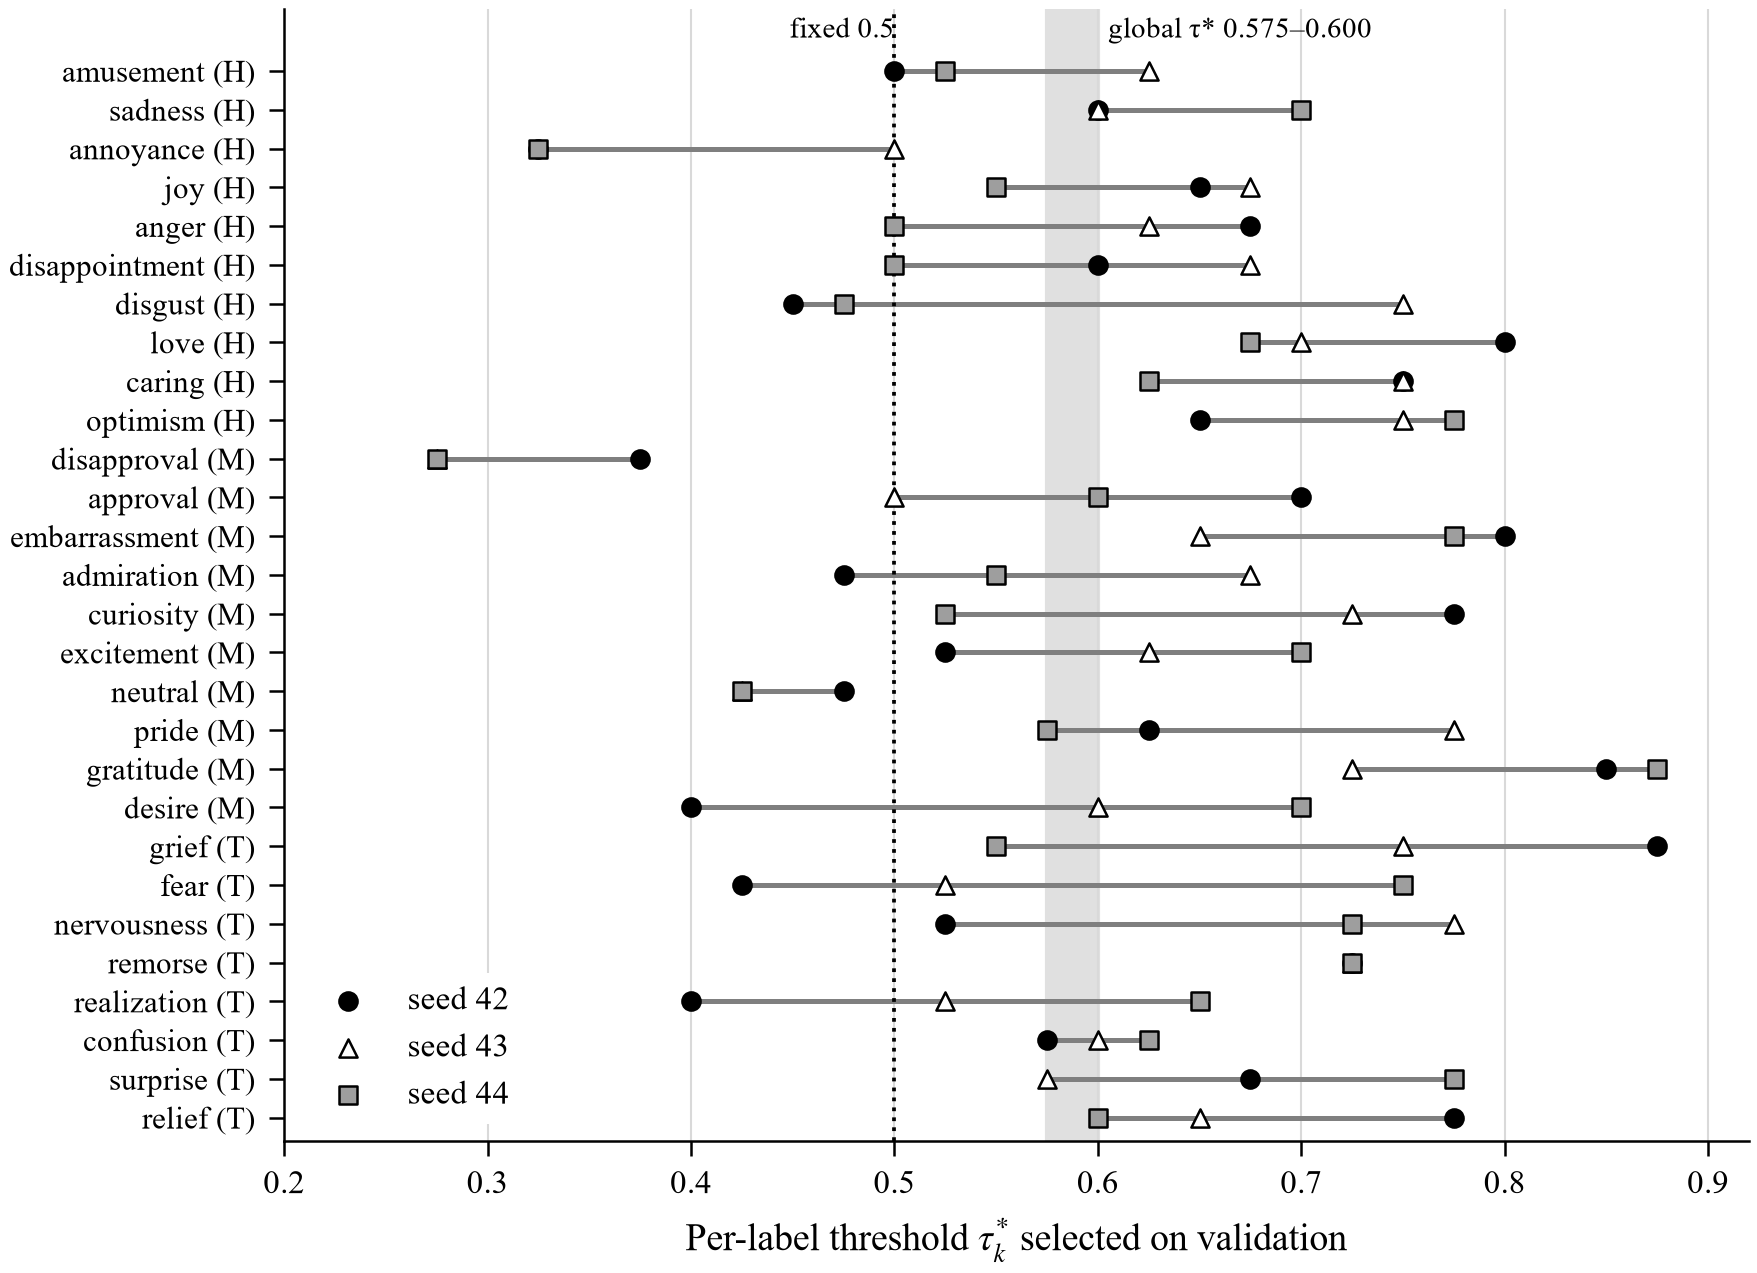 fixed 0.5
global τ* 0.575–0.600
amusement (H)
sadness (H)
annoyance (H)
joy (H)
anger (H)
disappointment (H)
disgust (H)
love (H)
caring (H)
optimism (H)
disapproval (M)
approval (M)
embarrassment (M)
admiration (M)
curiosity (M)
excitement (M)
neutral (M)
pride (M)
gratitude (M)
desire (M)
grief (T)
fear (T)
nervousness (T)
remorse (T)
realization (T)
confusion (T)
surprise (T)
relief (T)
seed 42
seed 43
seed 44
0.2 0.3 0.4 0.5 0.6 0.7 0.8 0.9
Per-label threshold τ*k selected on validation